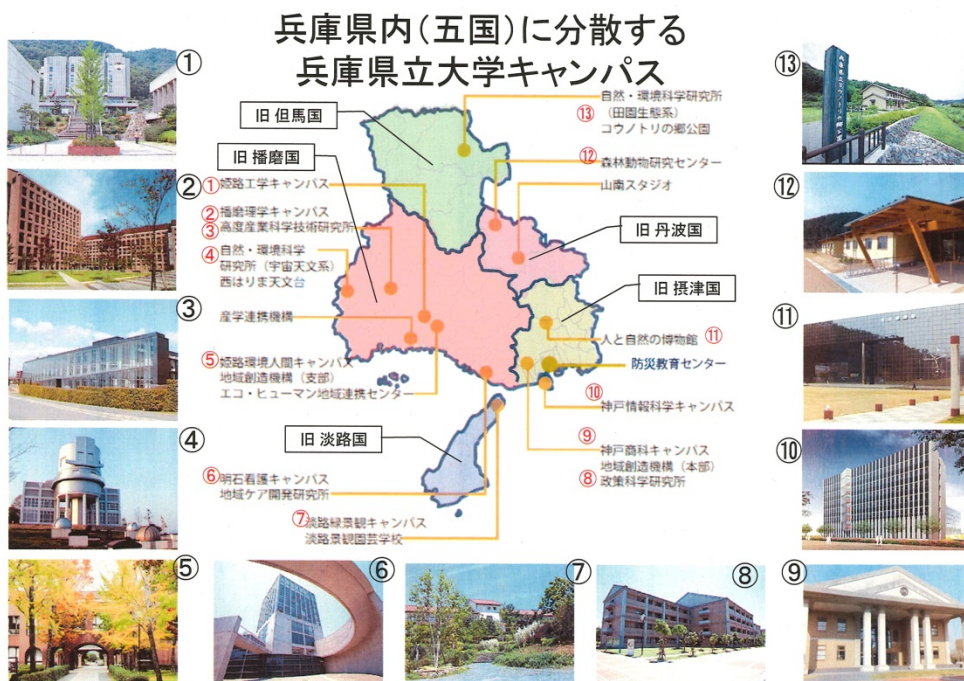 兵庫県内（五国）に分散する
兵庫県立大学キャンパス
①
②
③
④
⑤
⑥
⑦
⑧
⑨
⑩
⑪
⑫
⑬
旧 但馬国
旧 播磨国
旧 丹波国
旧 摂津国
旧 淡路国
①姫路工学キャンパス
②播磨理学キャンパス
③高度産業科学技術研究所
④自然・環境科学
研究所（宇宙天文系）
西はりま天文台
産学連携機構
⑤姫路環境人間キャンパス
地域創造機構（支部）
エコ・ヒューマン地域連携センター
⑥明石看護キャンパス
地域ケア開発研究所
⑦淡路緑景観キャンパス
淡路景観園芸学校
自然・環境科学研究所
⑬（田園生態系）
コウノトリの郷公園
⑫森林動物研究センター
山南スタジオ
人と自然の博物館 ⑪
防災教育センター
⑩
神戸情報科学キャンパス
⑨
神戸商科キャンパス
地域創造機構（本部）
⑧政策科学研究所